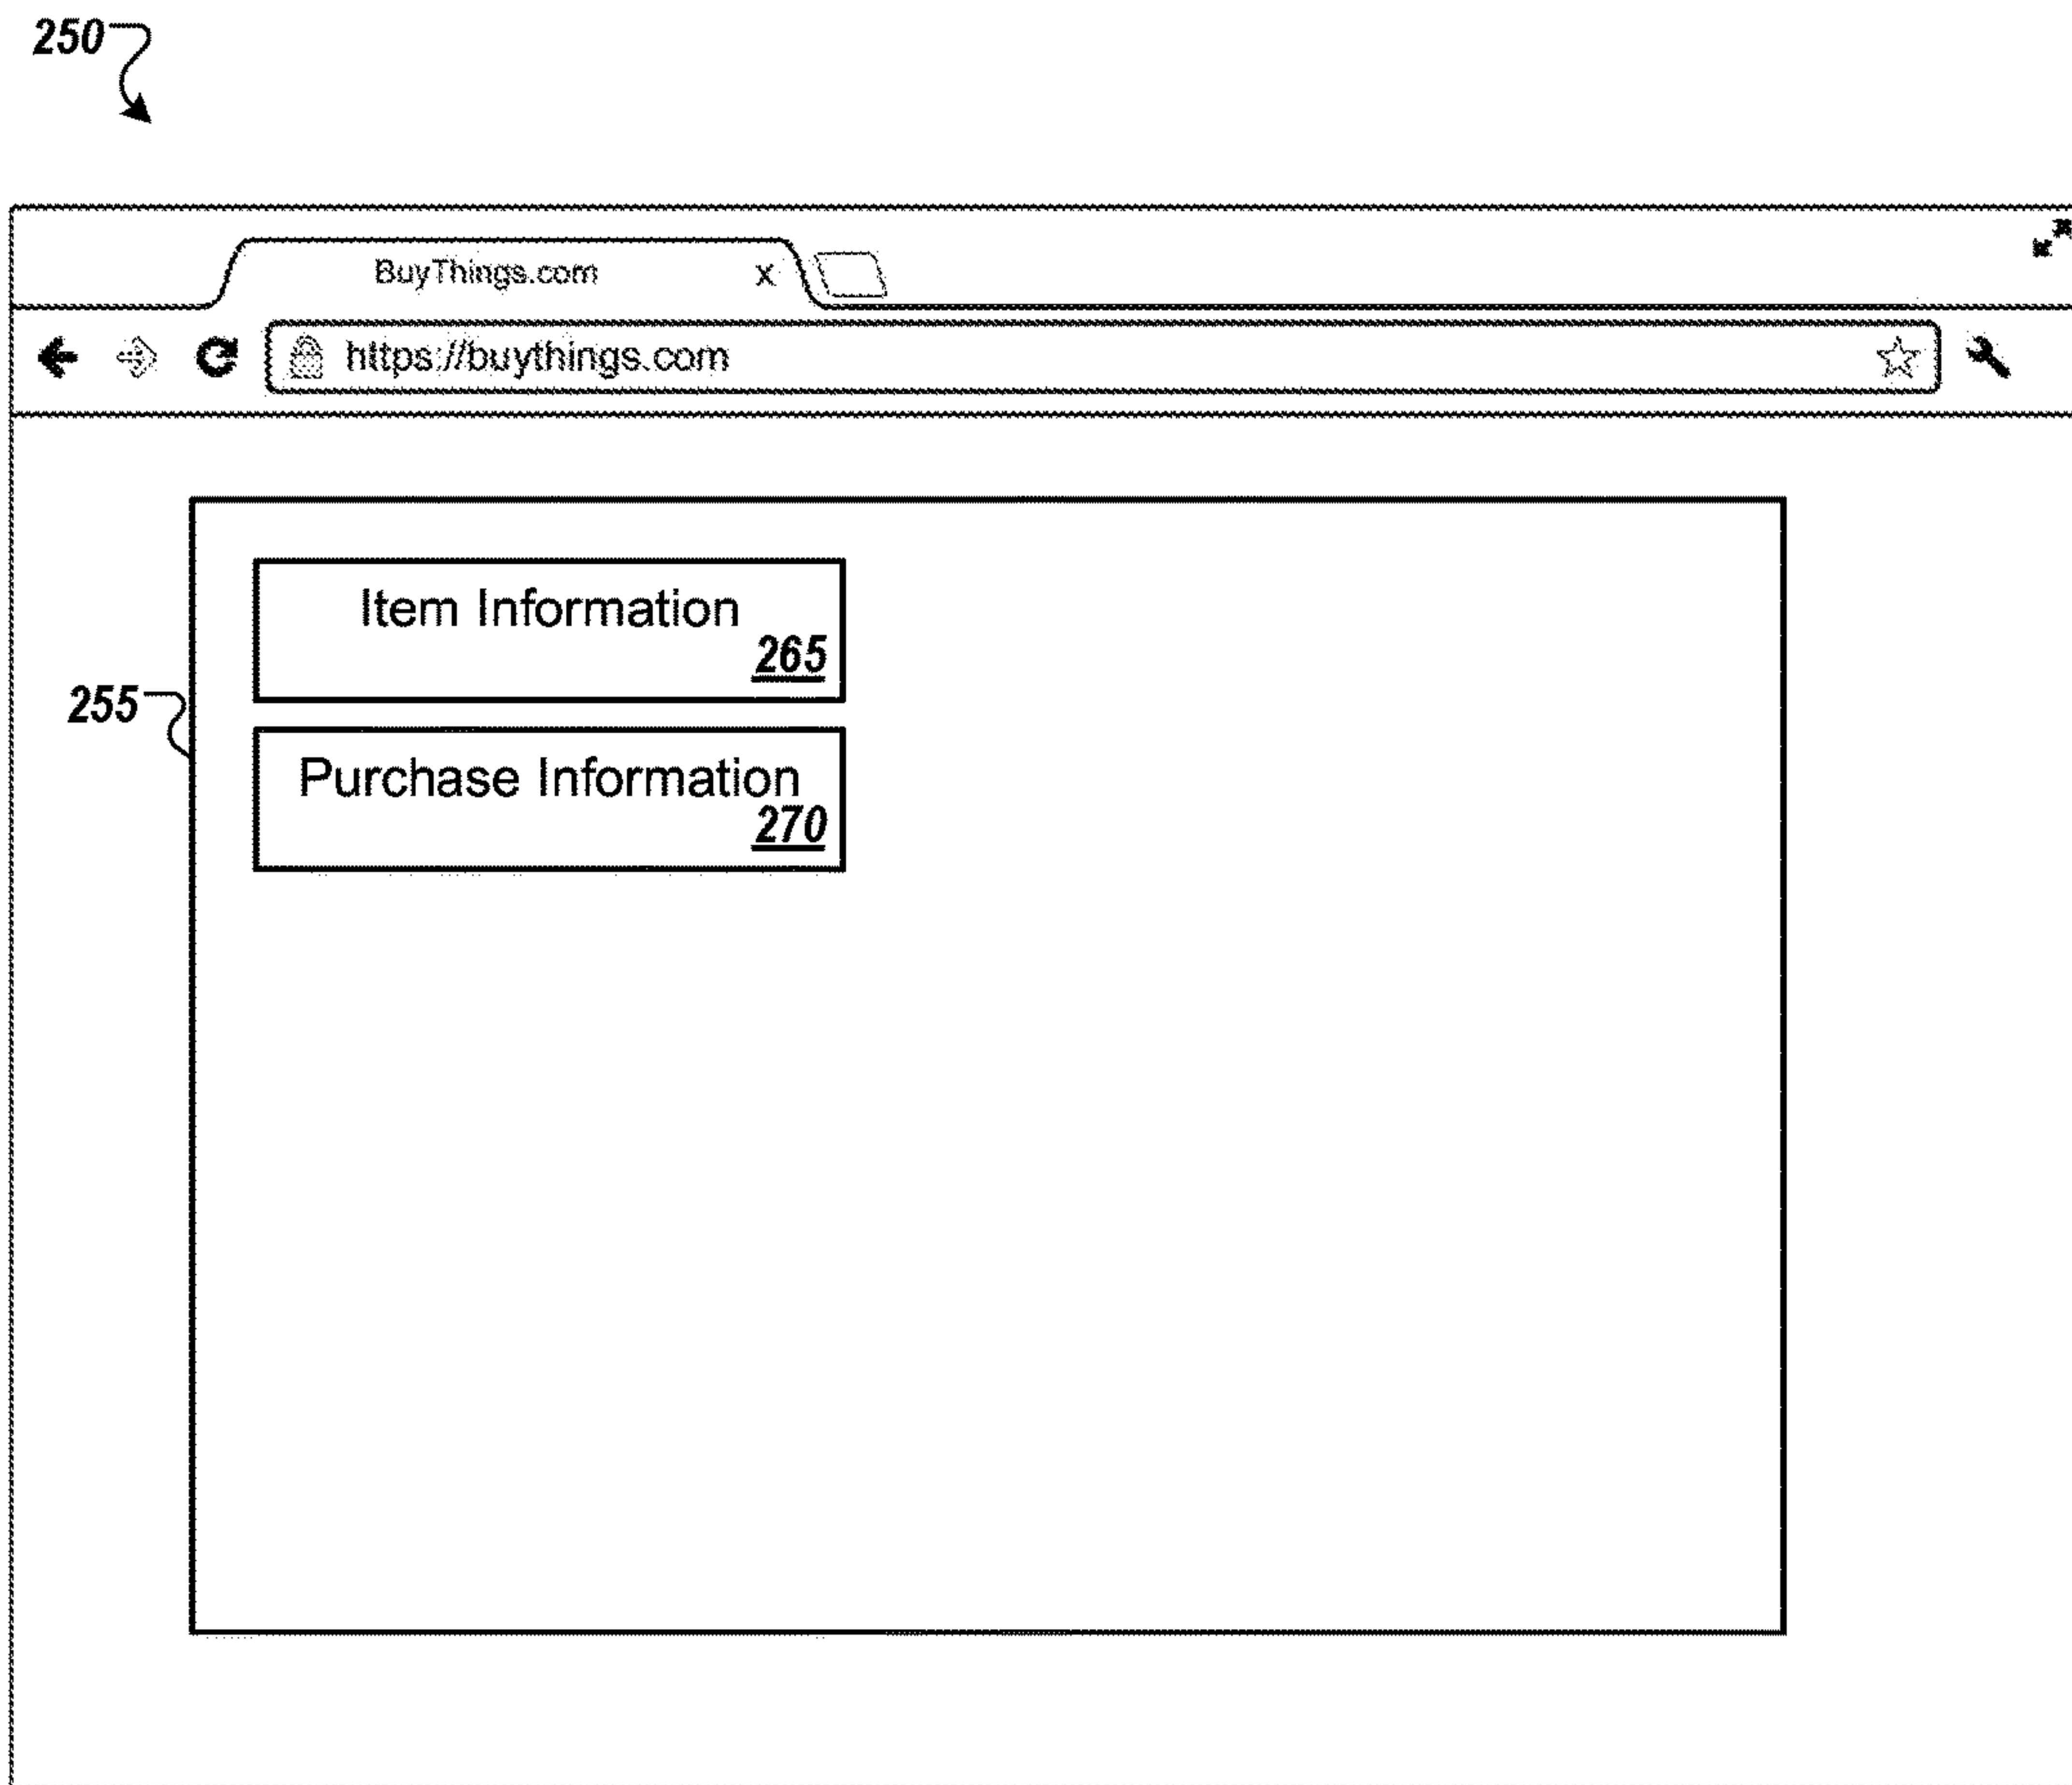 250
BuyThings.com x
https://buythings.com
Item Information
265
255
Purchase Information
270